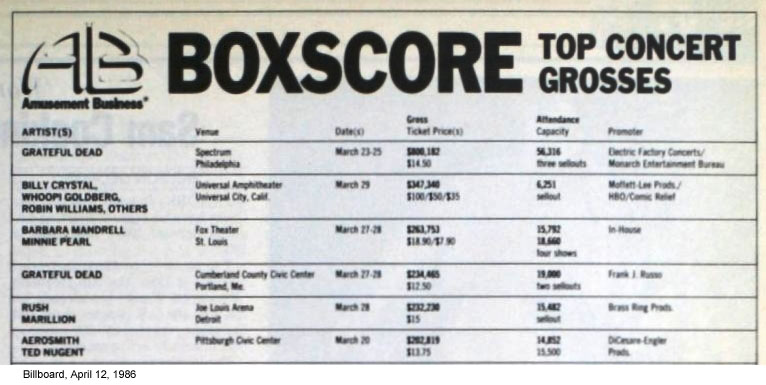 AB
Amusement Business®
BOXSCORE TOP CONCERT GROSSES
ARTIST(S) Venue Date(s) Gross Ticket Price(s) Attendance Capacity Promoter
GRATEFUL DEAD Spectrum March 23-25 $800,182 56,316 Electric Factory Concerts/
Philadelphia $14.50 three sellouts Monarch Entertainment Bureau
BILLY CRYSTAL, Universal Amphitheater March 29 $347,340 6,251 Moffett-Lee Prods./
WHOOPI GOLDBERG, Universal City, Calif. $100/$50/$35 sellout HBO/Comic Relief
ROBIN WILLIAMS, OTHERS
BARBARA MANDRELL Fox Theater March 27-28 $263,753 15,792 In-House
MINNIE PEARL St. Louis $18.90/$7.90 18,660
four shows
GRATEFUL DEAD Cumberland County Civic Center March 27-28 $234,465 19,000 Frank J. Russo
Portland, Me. $12.50 two sellouts
RUSH Joe Louis Arena March 28 $232,230 15,482 Brass Ring Prods.
MARILLION Detroit $15 sellout
AEROSMITH Pittsburgh Civic Center March 20 $202,819 14,852 DiCesare-Engler
TED NUGENT $13.75 15,500 Prods.
Billboard, April 12, 1986